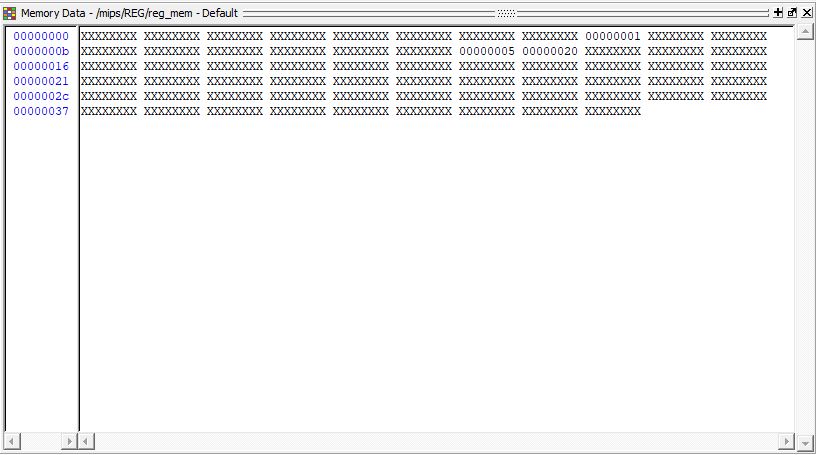 Memory Data - /mips/REG/reg_mem - Default
00000000 XXXXXXXX XXXXXXXX XXXXXXXX XXXXXXXX XXXXXXXX XXXXXXXX XXXXXXXX XXXXXXXX 00000001 XXXXXXXX XXXXXXXX
0000000b XXXXXXXX XXXXXXXX XXXXXXXX XXXXXXXX XXXXXXXX XXXXXXXX 00000005 00000020 XXXXXXXX XXXXXXXX XXXXXXXX
00000016 XXXXXXXX XXXXXXXX XXXXXXXX XXXXXXXX XXXXXXXX XXXXXXXX XXXXXXXX XXXXXXXX XXXXXXXX XXXXXXXX XXXXXXXX
00000021 XXXXXXXX XXXXXXXX XXXXXXXX XXXXXXXX XXXXXXXX XXXXXXXX XXXXXXXX XXXXXXXX XXXXXXXX XXXXXXXX XXXXXXXX
0000002c XXXXXXXX XXXXXXXX XXXXXXXX XXXXXXXX XXXXXXXX XXXXXXXX XXXXXXXX XXXXXXXX XXXXXXXX XXXXXXXX XXXXXXXX
00000037 XXXXXXXX XXXXXXXX XXXXXXXX XXXXXXXX XXXXXXXX XXXXXXXX XXXXXXXX XXXXXXXX XXXXXXXX